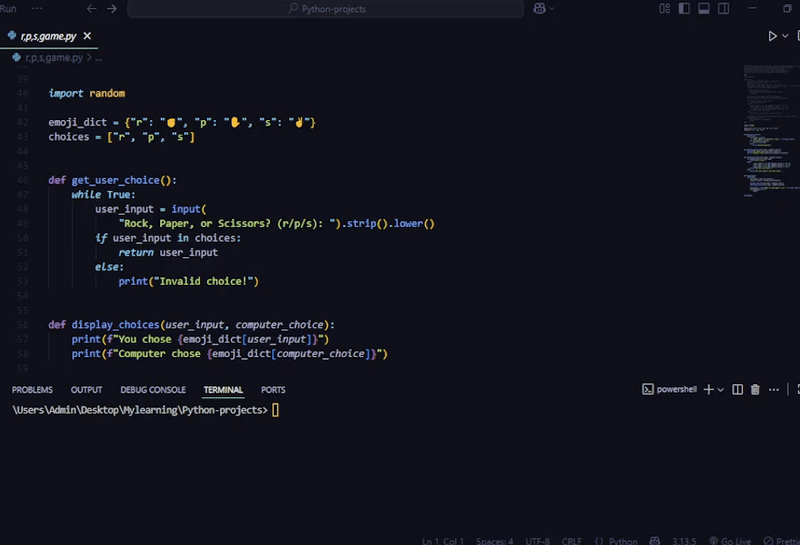 Run ···
Python-projects
r,p,s,game.py
r,p,s,game.py > ...
39
40 import random
41
42 emoji_dict = {"r": "✊", "p": "✋", "s": "✌"}
43 choices = ["r", "p", "s"]
44
45
46 def get_user_choice():
47     while True:
48         user_input = input(
49             "Rock, Paper, or Scissors? (r/p/s): ").strip().lower()
50         if user_input in choices:
51             return user_input
52         else:
53             print("Invalid choice!")
54
55
56 def display_choices(user_input, computer_choice):
57     print(f"You chose {emoji_dict[user_input]}")
58     print(f"Computer chose {emoji_dict[computer_choice]}")
59
PROBLEMS OUTPUT DEBUG CONSOLE TERMINAL PORTS powershell
\Users\Admin\Desktop\Mylearning\Python-projects>
Ln 1 Col 1 Spaces: 4 UTF-8 CRLF {} Python 3.13.5 Go Live